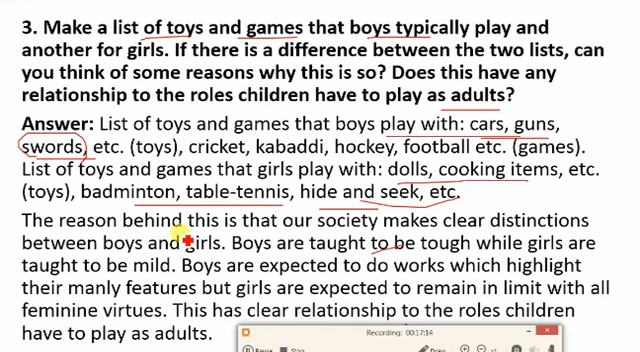 3. Make a list of toys and games that boys typically play and
another for girls. If there is a difference between the two lists, can
you think of some reasons why this is so? Does this have any
relationship to the roles children have to play as adults?
Answer: List of toys and games that boys play with: cars, guns,
swords, etc. (toys), cricket, kabaddi, hockey, football etc. (games).
List of toys and games that girls play with: dolls, cooking items, etc.
(toys), badminton, table-tennis, hide and seek, etc.
The reason behind this is that our society makes clear distinctions
between boys and girls. Boys are taught to be tough while girls are
taught to be mild. Boys are expected to do works which highlight
their manly features but girls are expected to remain in limit with all
feminine virtues. This has clear relationship to the roles children
have to play as adults.
Recording: 00:17:14
Pause Stop Draw